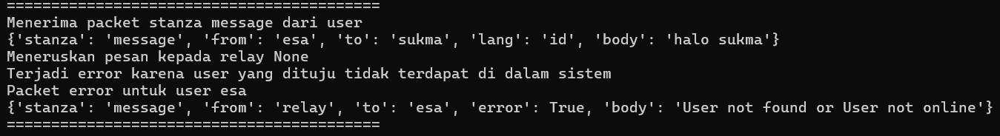 ==========================================
Menerima packet stanza message dari user
{'stanza': 'message', 'from': 'esa', 'to': 'sukma', 'lang': 'id', 'body': 'halo sukma'}
Meneruskan pesan kepada relay None
Terjadi error karena user yang dituju tidak terdapat di dalam sistem
Packet error untuk user esa
{'stanza': 'message', 'from': 'relay', 'to': 'esa', 'error': True, 'body': 'User not found or User not online'}
==========================================